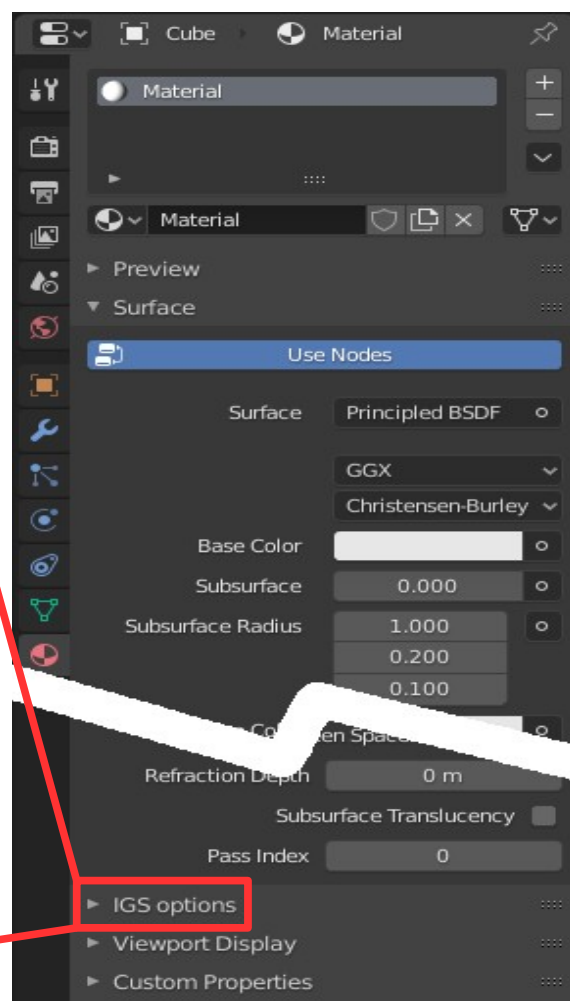 Cube Material
Material
Material
Preview
Surface
Use Nodes
Surface Principled BSDF
GGX
Christensen-Burley
Base Color
Subsurface 0.000
Subsurface Radius 1.000
0.200
0.100
Refraction Depth 0 m
Subsurface Translucency
Pass Index 0
IGS options
Viewport Display
Custom Properties